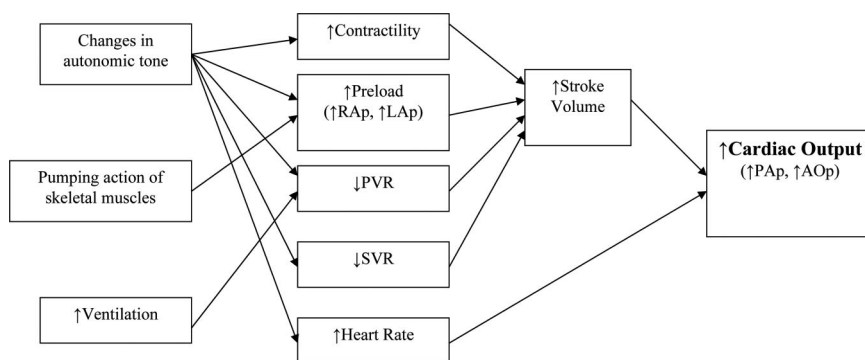 Changes in
autonomic tone
Pumping action of
skeletal muscles
↑Ventilation
↑Contractility
↑Preload
(↑RAp, ↑LAp)
↓PVR
↓SVR
↑Heart Rate
↑Stroke
Volume
↑Cardiac Output
(↑PAp, ↑AOp)